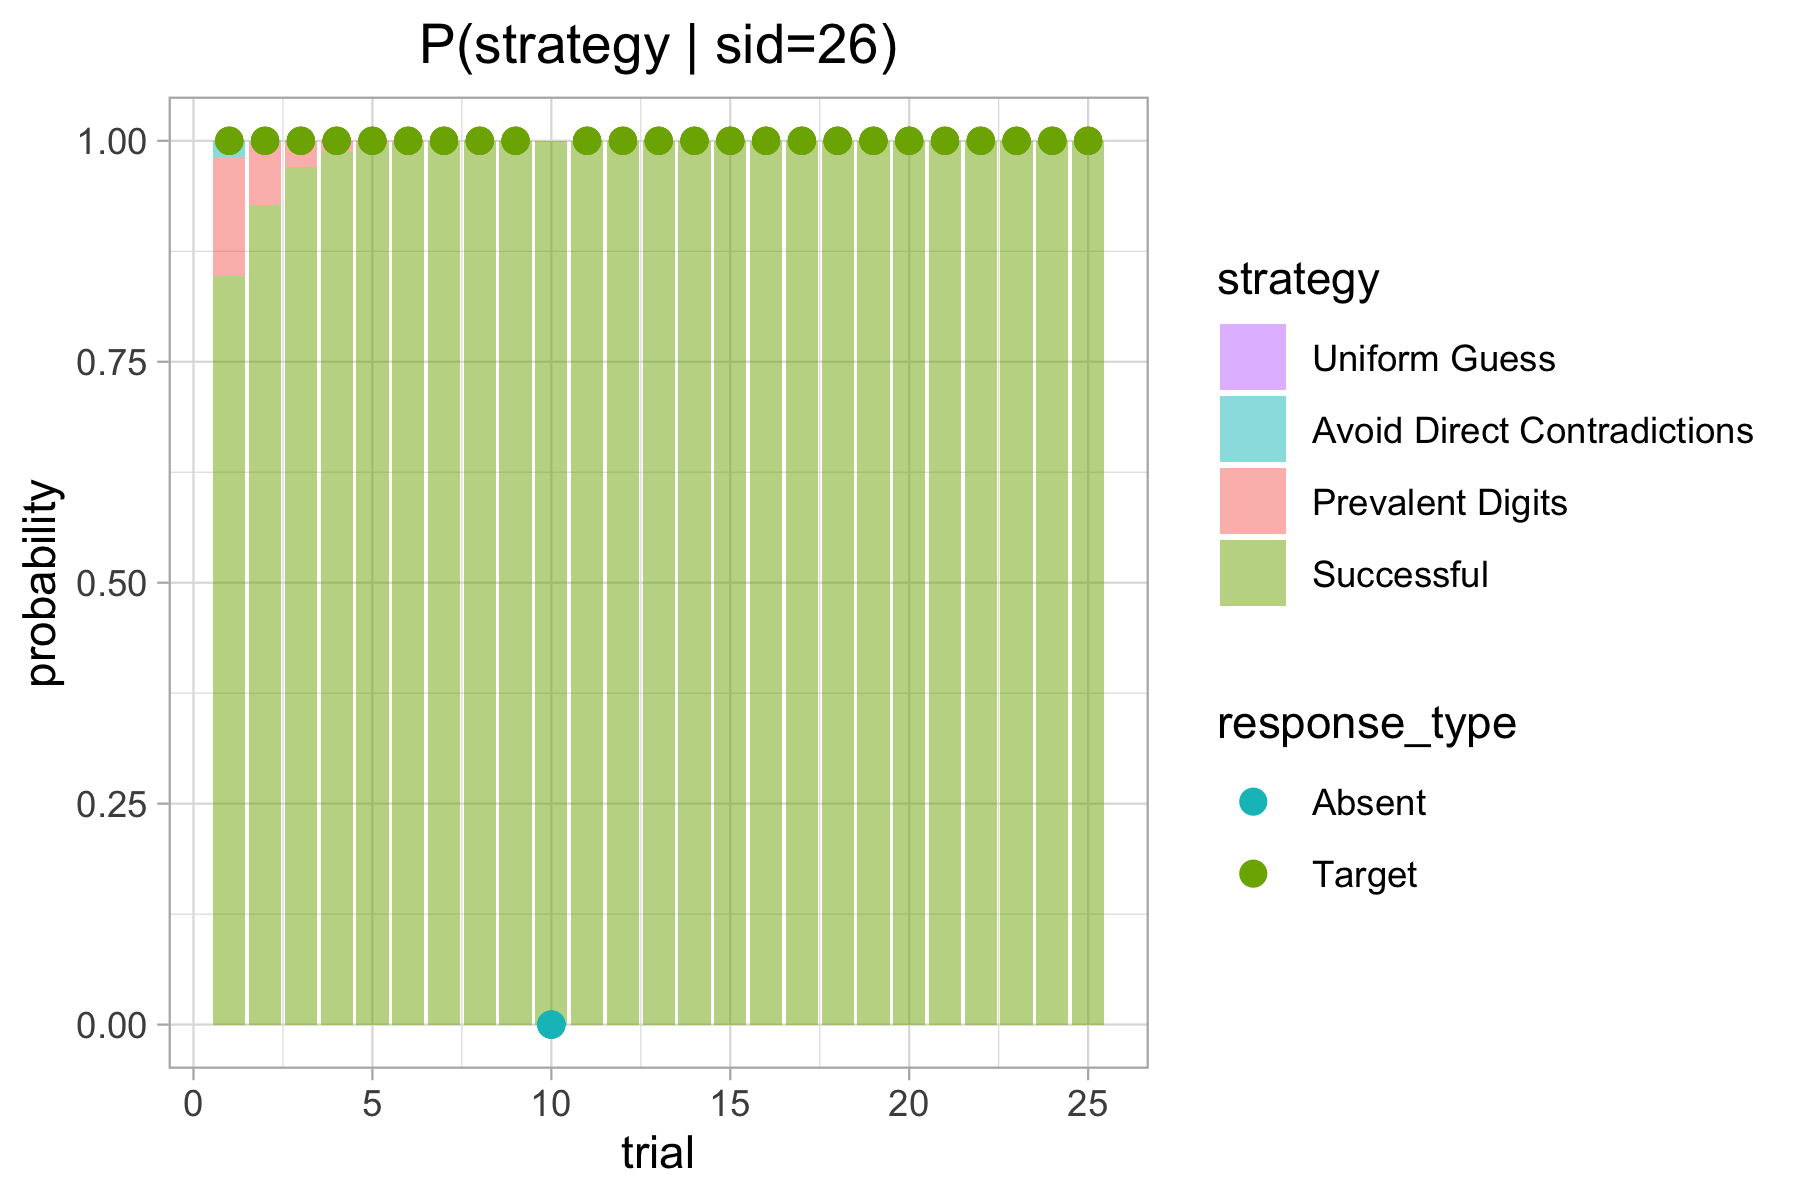 P(strategy | sid=26)
1.00
0.75
0.50
0.25
0.00
probability
0 5 10 15 20 25
trial
strategy
Uniform Guess
Avoid Direct Contradictions
Prevalent Digits
Successful
response_type
Absent
Target